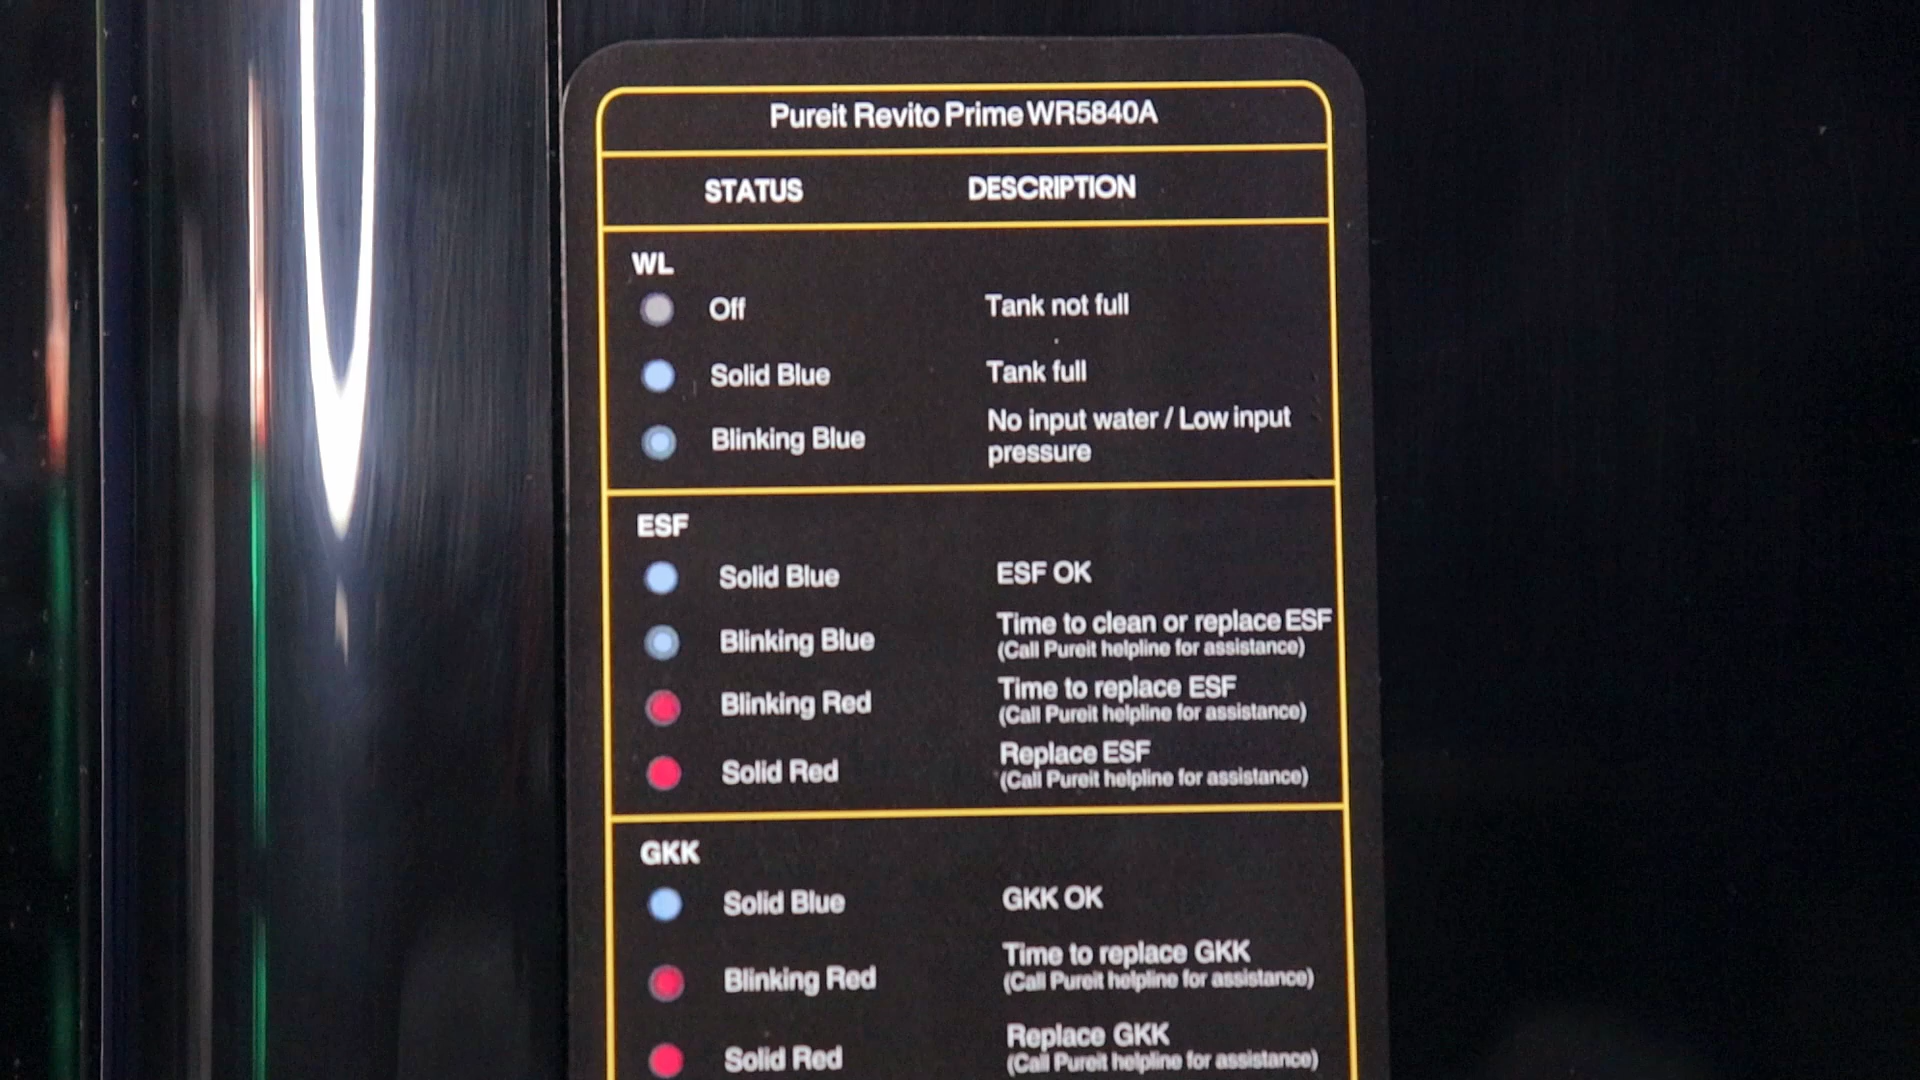 Pureit Revito Prime WR5840A
STATUS DESCRIPTION
WL
Off Tank not full
Solid Blue Tank full
Blinking Blue No input water / Low input
pressure
ESF
Solid Blue ESF OK
Blinking Blue Time to clean or replace ESF
(Call Pureit helpline for assistance)
Blinking Red Time to replace ESF
(Call Pureit helpline for assistance)
Solid Red Replace ESF
(Call Pureit helpline for assistance)
GKK
Solid Blue GKK OK
Blinking Red Time to replace GKK
(Call Pureit helpline for assistance)
Solid Red Replace GKK
(Call Pureit helpline for assistance)